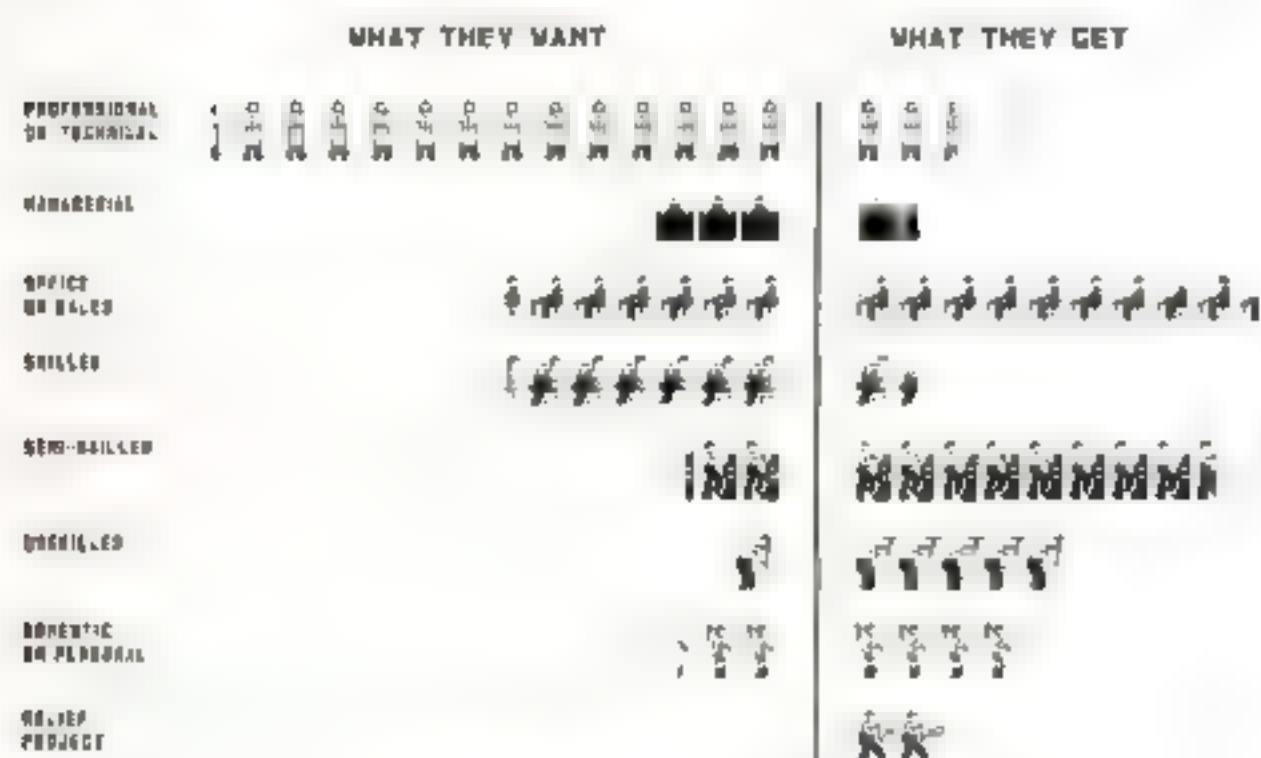 WHAT THEY WANT
WHAT THEY GET
PROFESSIONAL
OR TECHNICAL
MANAGERIAL
OFFICE
OR SALES
SKILLED
SEMI-SKILLED
UNSKILLED
DOMESTIC
OR PERSONAL
RELIEF
PROJECT